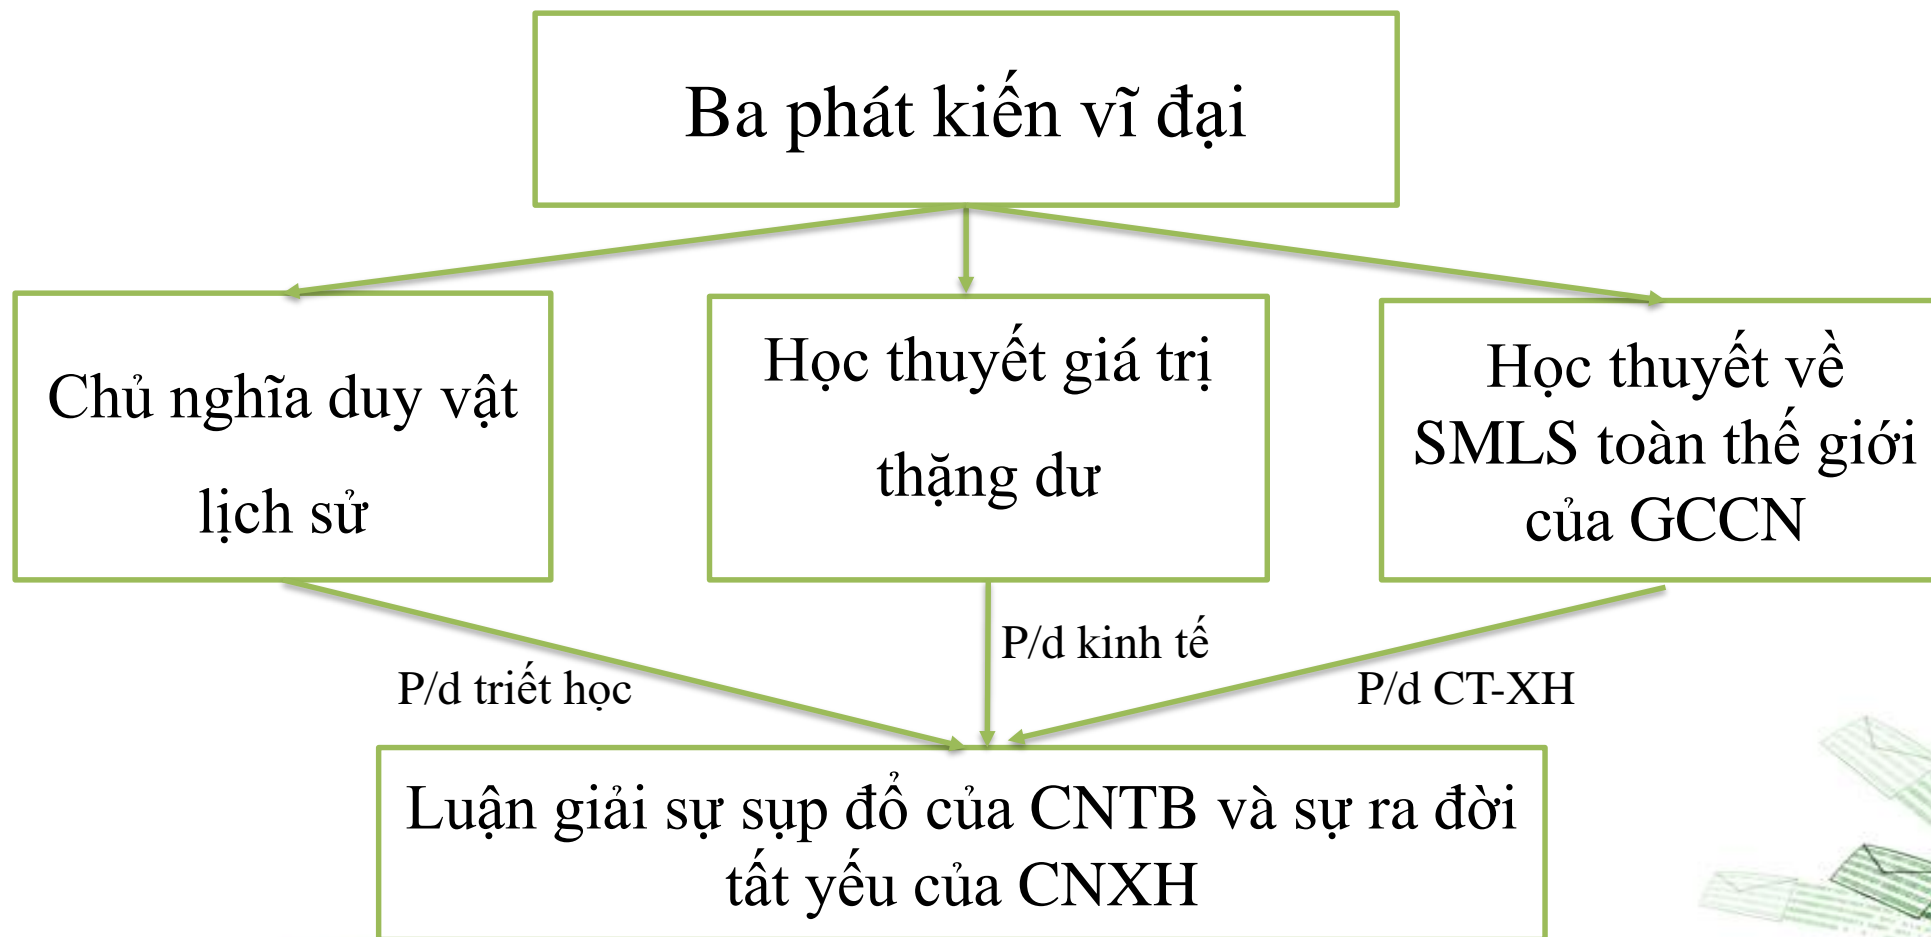 Ba phát kiến vĩ đại
Chủ nghĩa duy vật
lịch sử
Học thuyết giá trị
thặng dư
Học thuyết về
SMLS toàn thế giới
của GCCN
P/d triết học
P/d kinh tế
P/d CT-XH
Luận giải sự sụp đổ của CNTB và sự ra đời
tất yếu của CNXH